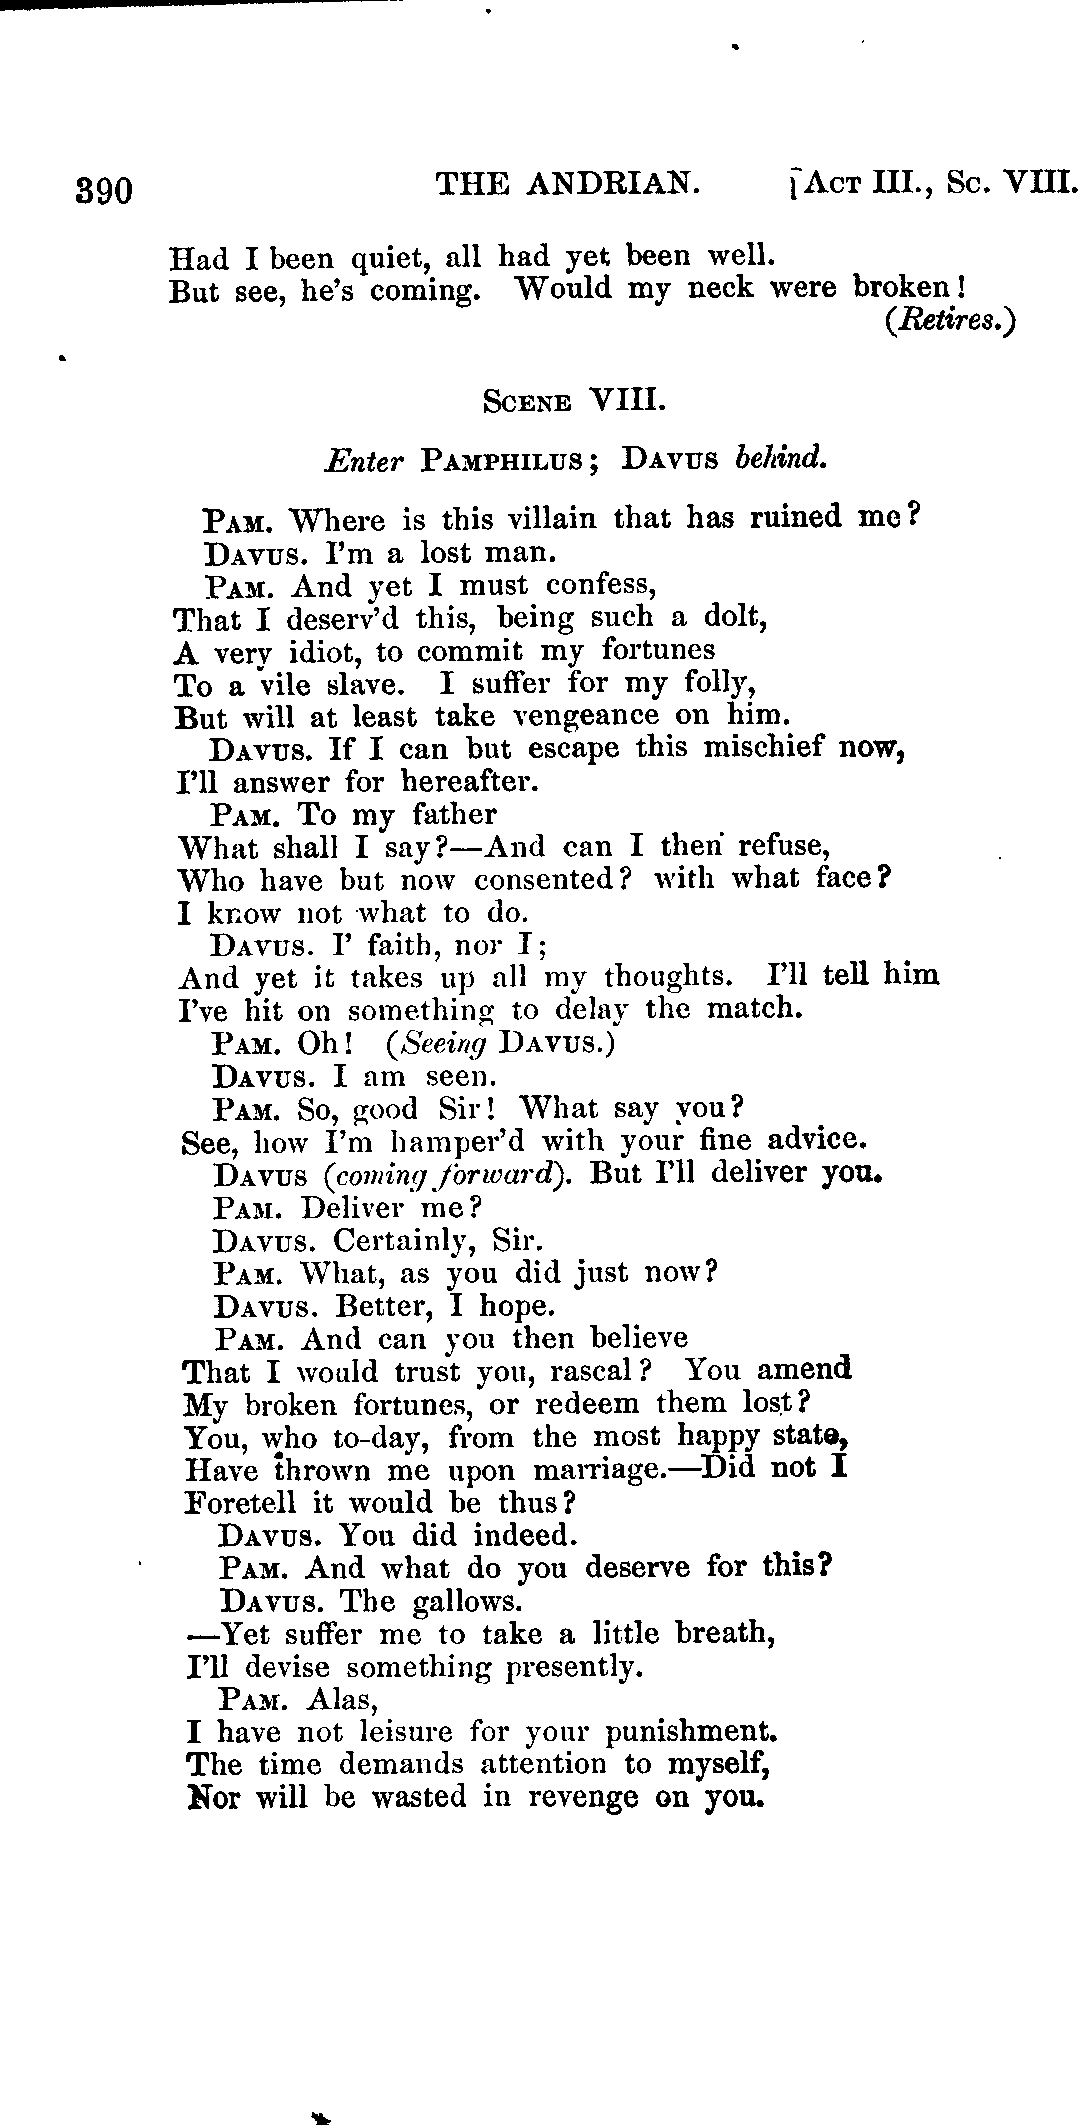 390 THE ANDRIAN. [ACT III., SC. VIII.
Had I been quiet, all had yet been well.
But see, he's coming. Would my neck were broken!
(Retires.)
SCENE VIII.
Enter PAMPHILUS; DAVUS behind.
PAM. Where is this villain that has ruined me?
DAVUS. I'm a lost man.
PAM. And yet I must confess,
That I deserv'd this, being such a dolt,
A very idiot, to commit my fortunes
To a vile slave. I suffer for my folly,
But will at least take vengeance on him.
DAVUS. If I can but escape this mischief now,
I'll answer for hereafter.
PAM. To my father
What shall I say?—And can I then refuse,
Who have but now consented? with what face?
I know not what to do.
DAVUS. I' faith, nor I;
And yet it takes up all my thoughts. I'll tell him
I've hit on something to delay the match.
PAM. Oh! (Seeing DAVUS.)
DAVUS. I am seen.
PAM. So, good Sir! What say you?
See, how I'm hamper'd with your fine advice.
DAVUS (coming forward). But I'll deliver you.
PAM. Deliver me?
DAVUS. Certainly, Sir.
PAM. What, as you did just now?
DAVUS. Better, I hope.
PAM. And can you then believe
That I would trust you, rascal? You amend
My broken fortunes, or redeem them lost?
You, who to-day, from the most happy state,
Have thrown me upon marriage.—Did not I
Foretell it would be thus?
DAVUS. You did indeed.
PAM. And what do you deserve for this?
DAVUS. The gallows.
—Yet suffer me to take a little breath,
I'll devise something presently.
PAM. Alas,
I have not leisure for your punishment.
The time demands attention to myself,
Nor will be wasted in revenge on you.